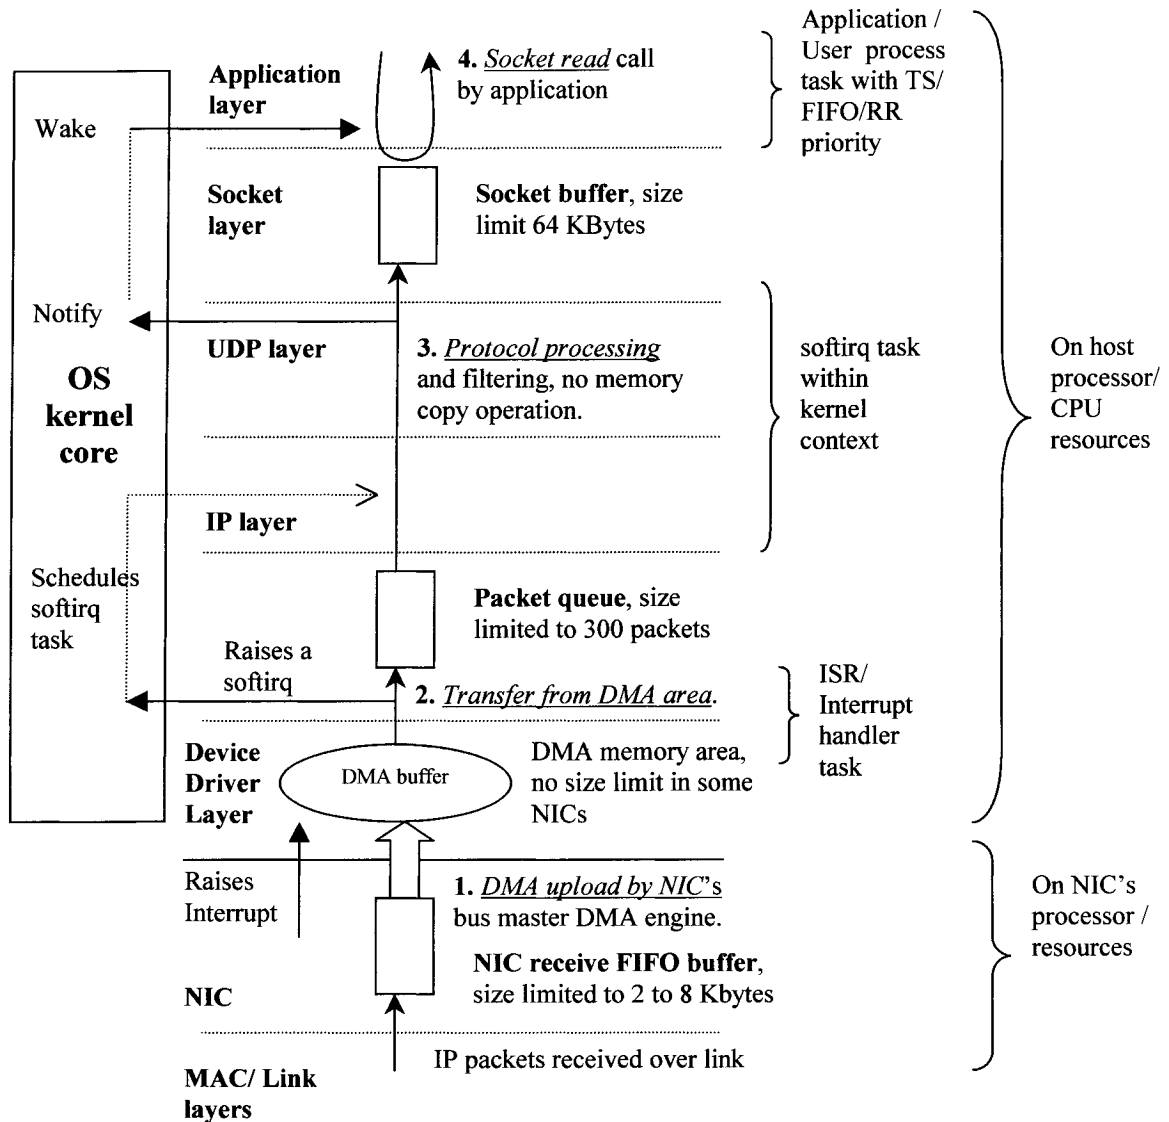 Application /
User process
task with TS/
FIFO/RR
priority
4. Socket read call
by application
Application
layer
Wake
Socket
layer
Socket buffer, size
limit 64 KBytes
Notify
UDP layer
3. Protocol processing
and filtering, no memory
copy operation.
softirq task
within
kernel
context
On host
processor/
CPU
resources
OS
kernel
core
IP layer
Schedules
softirq
task
Packet queue, size
limited to 300 packets
Raises a
softirq
2. Transfer from DMA area.
ISR/
Interrupt
handler
task
Device
Driver
Layer
DMA buffer
DMA memory area,
no size limit in some
NICs
Raises
Interrupt
1. DMA upload by NIC's
bus master DMA engine.
On NIC's
processor /
resources
NIC receive FIFO buffer,
size limited to 2 to 8 Kbytes
NIC
IP packets received over link
MAC/ Link
layers